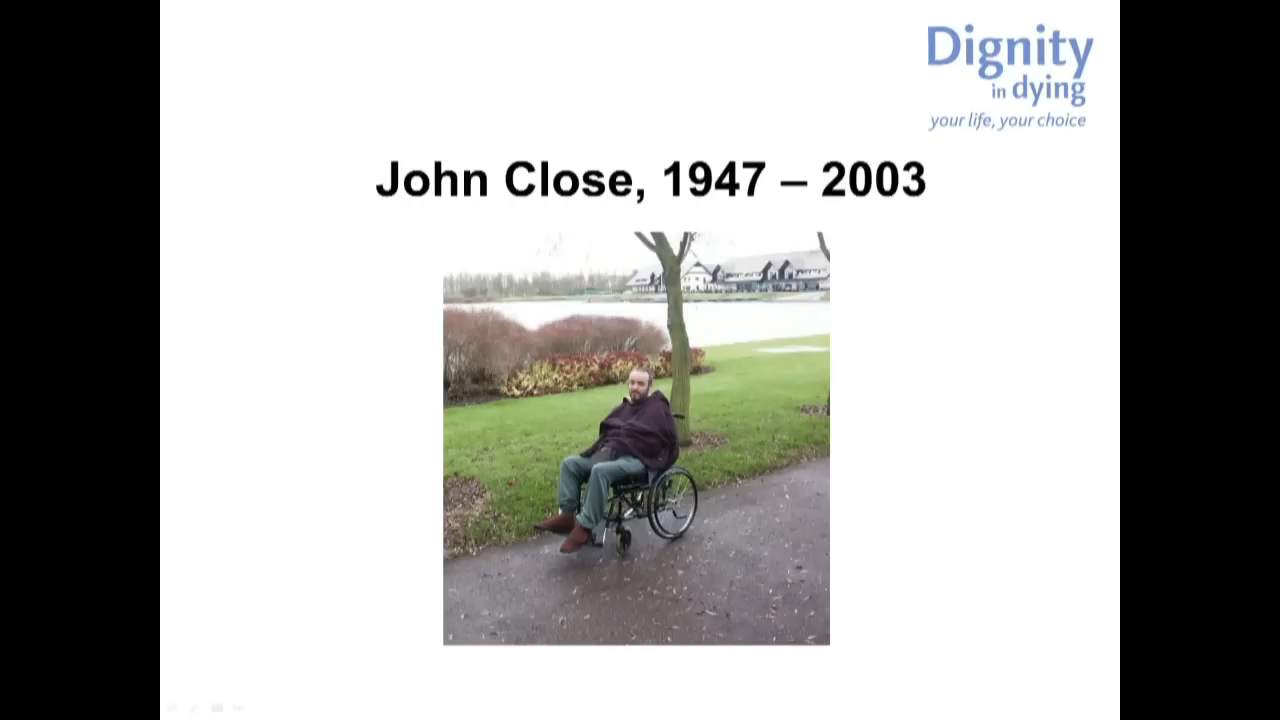 Dignity
in dying
your life, your choice
John Close, 1947 – 2003